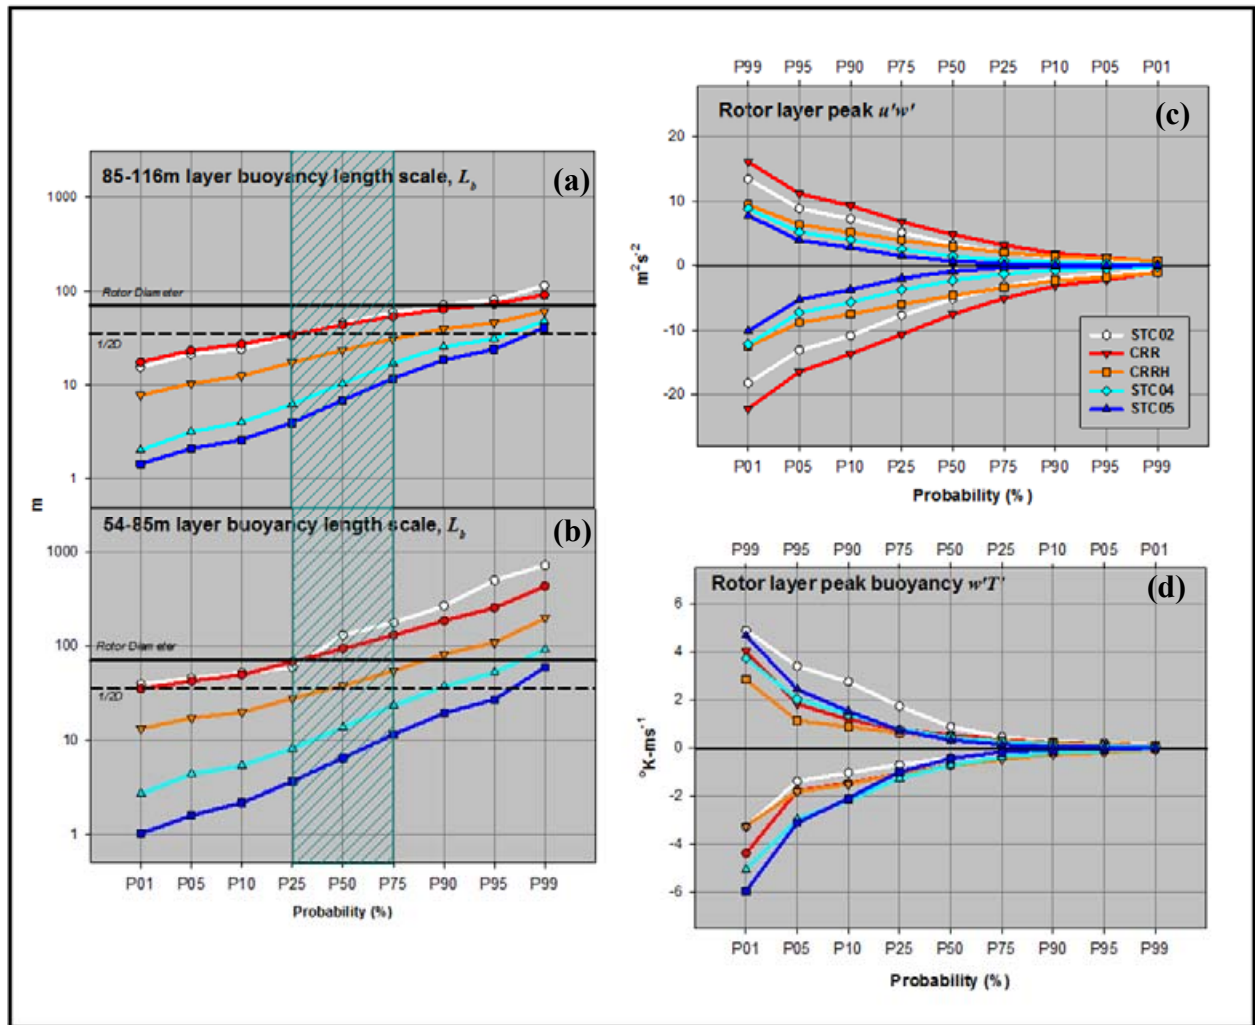 85-116m layer buoyancy length scale, L_b
(a)
1000
100
10
1
Rotor Diameter
1/2D
m
54-85m layer buoyancy length scale, L_b
(b)
1000
100
10
1
Rotor Diameter
1/2D
P01 P05 P10 P25 P50 P75 P90 P95 P99
Probability (%)
P99 P95 P90 P75 P50 P25 P10 P05 P01
Rotor layer peak u'w'
(c)
20
10
0
-10
-20
m²s⁻²
STC02
CRR
CRRH
STC04
STC05
P01 P05 P10 P25 P50 P75 P90 P95 P99
Probability (%)
P99 P95 P90 P75 P50 P25 P10 P05 P01
Rotor layer peak buoyancy w'T'
(d)
6
4
2
0
-2
-4
-6
°K-ms⁻¹
P01 P05 P10 P25 P50 P75 P90 P95 P99
Probability (%)